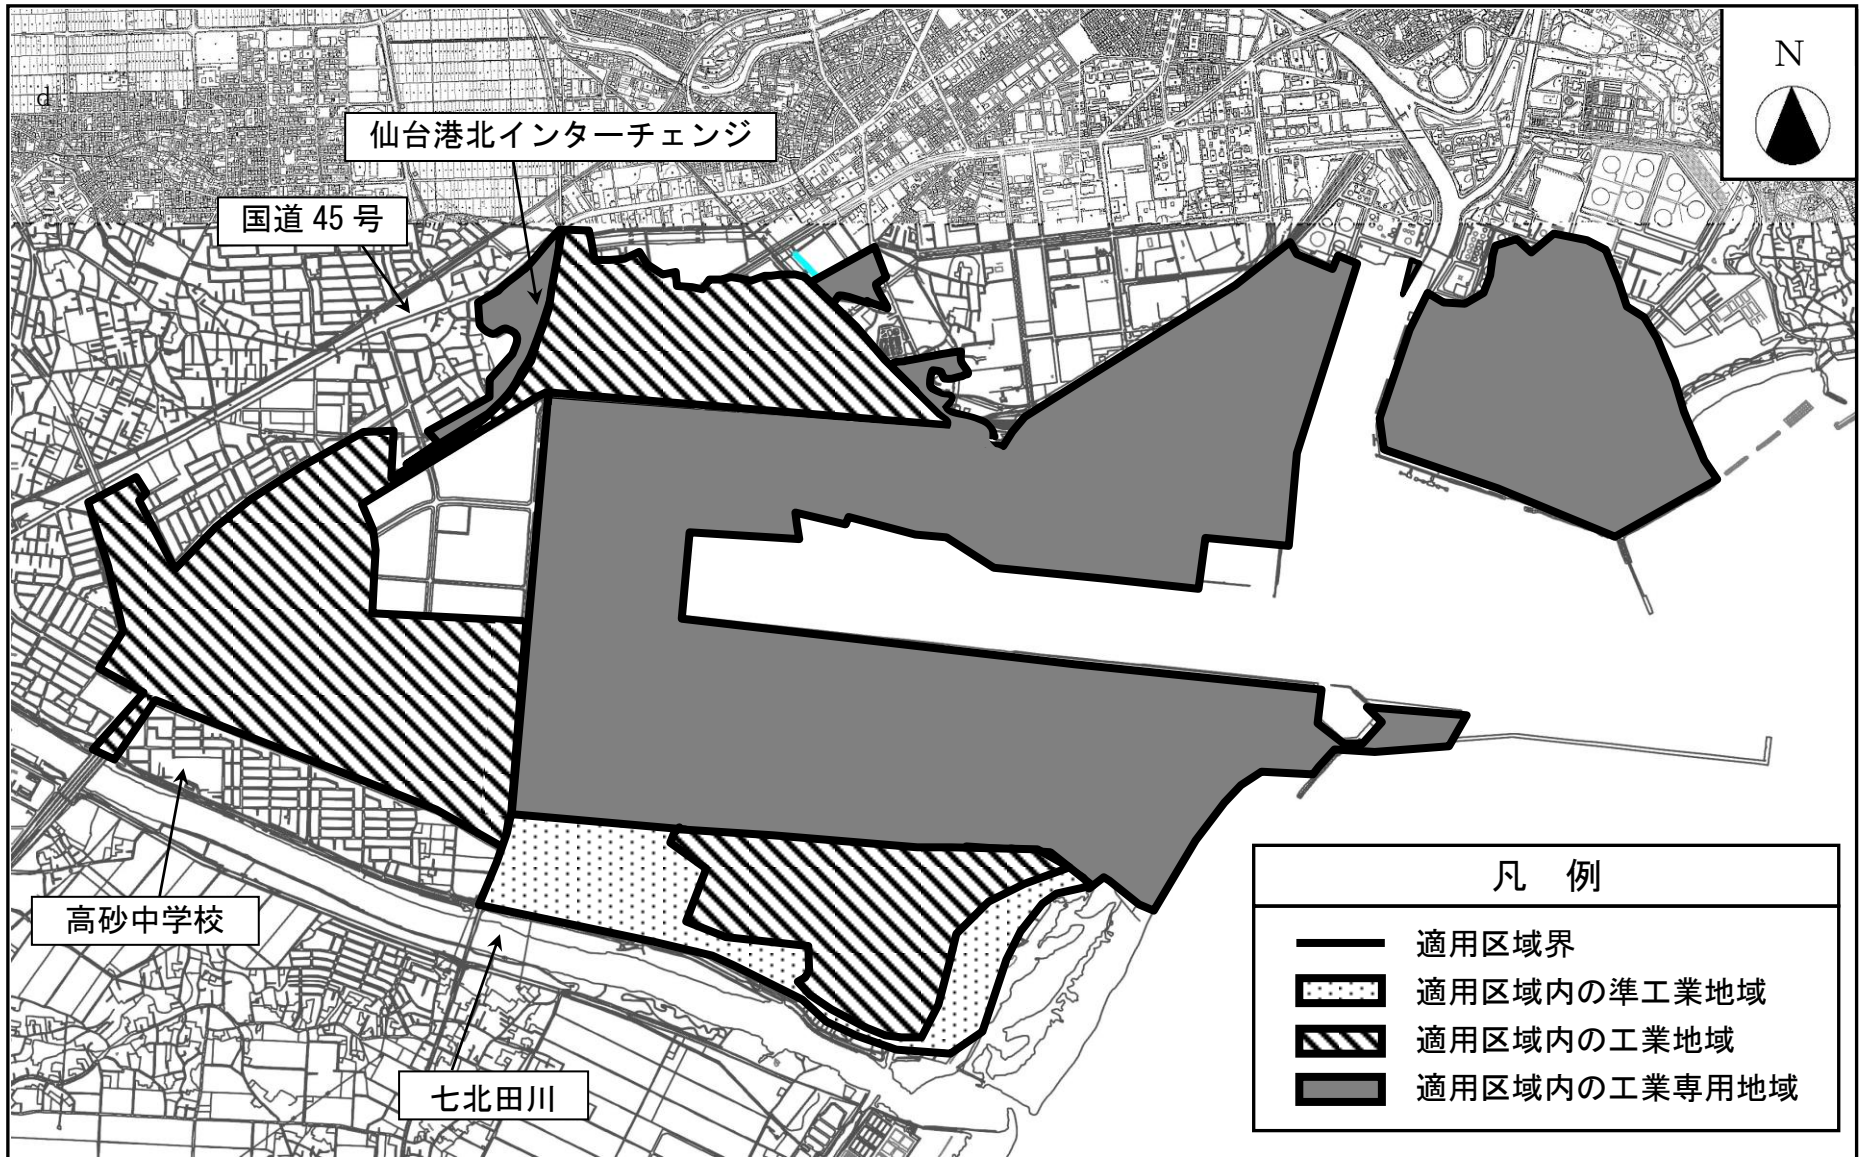 N
d
仙台港北インターチェンジ
国道 45 号
高砂中学校
七北田川
凡 例
適用区域界
適用区域内の準工業地域
適用区域内の工業地域
適用区域内の工業専用地域